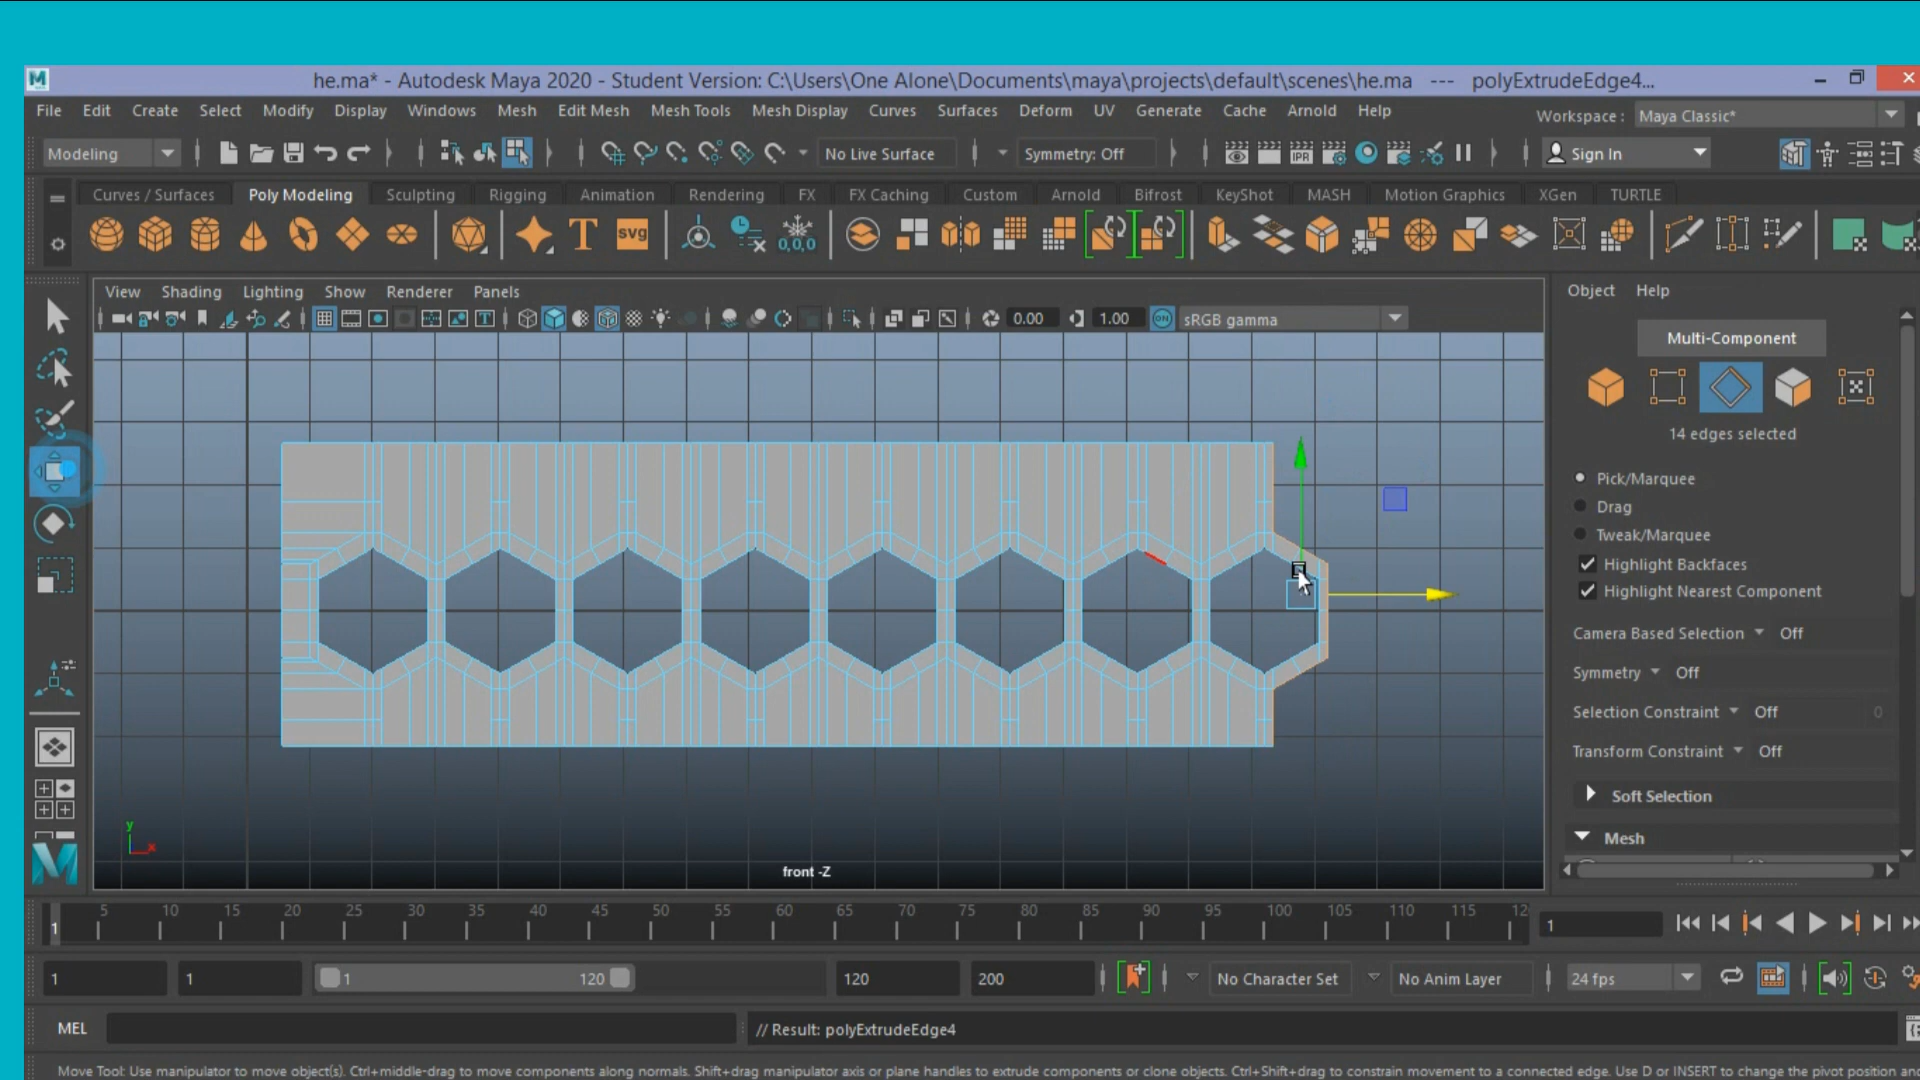 he.ma* - Autodesk Maya 2020 - Student Version: C:\Users\One Alone\Documents\maya\projects\default\scenes\he.ma --- polyExtrudeEdge4...
File Edit Create Select Modify Display Windows Mesh Edit Mesh Mesh Tools Mesh Display Curves Surfaces Deform UV Generate Cache Arnold Help
Workspace : Maya Classic*
Modeling No Live Surface Symmetry: Off IPR Sign In
Curves / Surfaces Poly Modeling Sculpting Rigging Animation Rendering FX FX Caching Custom Arnold Bifrost KeyShot MASH Motion Graphics XGen TURTLE
T svg 0,0,0
View Shading Lighting Show Renderer Panels
0.00 1.00 ON sRGB gamma
Object Help
Multi-Component
14 edges selected
Pick/Marquee
Drag
Tweak/Marquee
Highlight Backfaces
Highlight Nearest Component
Camera Based Selection Off
Symmetry Off
Selection Constraint Off 0
Transform Constraint Off
Soft Selection
Mesh
y
x
front -Z
5 10 15 20 25 30 35 40 45 50 55 60 65 70 75 80 85 90 95 100 105 110 115 12
1 1
1 1 1 120 120 200 No Character Set No Anim Layer 24 fps
MEL // Result: polyExtrudeEdge4
Move Tool: Use manipulator to move object(s). Ctrl+middle-drag to move components along normals. Shift+drag manipulator axis or plane handles to extrude components or clone objects. Ctrl+Shift+drag to constrain movement to a connected edge. Use D or INSERT to change the pivot position and